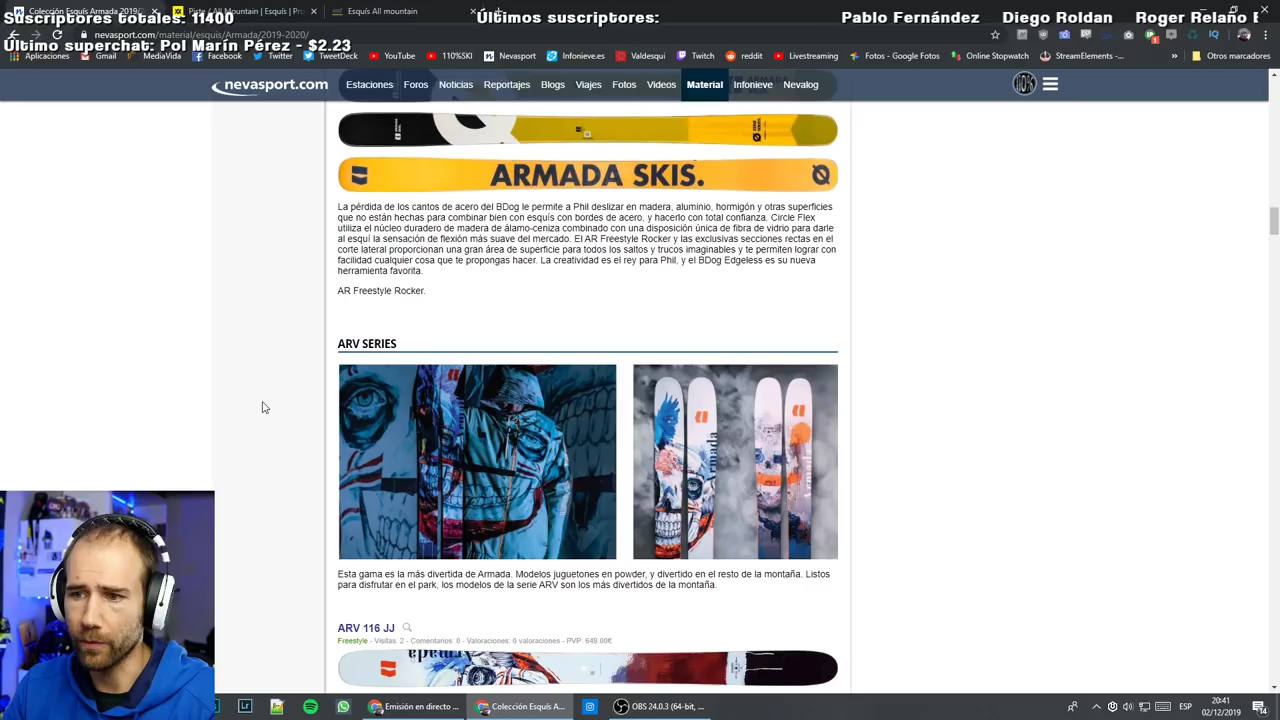 Colección Esquís Armada 2019-20
Piste / All Mountain | Esquís | Pro
Esquís All Mountain
Suscriptores totales: 11400
Últimos suscriptores:
Pablo Fernández Diego Roldan Roger Relaño
nevasport.com/material/esquis/Armada/2019-2020/
Último superchat: Pol Marín Pérez - $2.23
Aplicaciones Gmail MediaVida Facebook Twitter TweetDeck YouTube 110%SKI Nevasport Infonieve.es Valdesqui Twitch reddit Livestreaming Fotos - Google Fotos Online Stopwatch StreamElements -... Otros marcadores
nevasport.com Estaciones Foros Noticias Reportajes Blogs Viajes Fotos Videos Material Infonieve Nevalog
ARMADA SKIS.
La pérdida de los cantos de acero del BDog le permite a Phil deslizar en madera, aluminio, hormigón y otras superficies
que no están hechas para combinar bien con esquís con bordes de acero, y hacerlo con total confianza. Circle Flex
utiliza el núcleo duradero de madera de álamo-ceniza combinado con una disposición única de fibra de vidrio para darle
al esquí la sensación de flexión más suave del mercado. El AR Freestyle Rocker y las exclusivas secciones rectas en el
corte lateral proporcionan una gran área de superficie para todos los saltos y trucos imaginables y te permiten lograr con
facilidad cualquier cosa que te propongas hacer. La creatividad es el rey para Phil, y el BDog Edgeless es su nueva
herramienta favorita.
AR Freestyle Rocker.
ARV SERIES
armada
Esta gama es la más divertida de Armada. Modelos juguetones en powder, y divertido en el resto de la montaña. Listos
para disfrutar en el park, los modelos de la serie ARV son los más divertidos de la montaña.
ARV 116 JJ
Freestyle - Visitas: 2 - Comentarios: 0 - Valoraciones: 0 valoraciones - PVP: 649.00€
armada
Emisión en directo ... Colección Esquís A... OBS 24.0.3 (64-bit, ...
ESP
20:41
02/12/2019
14